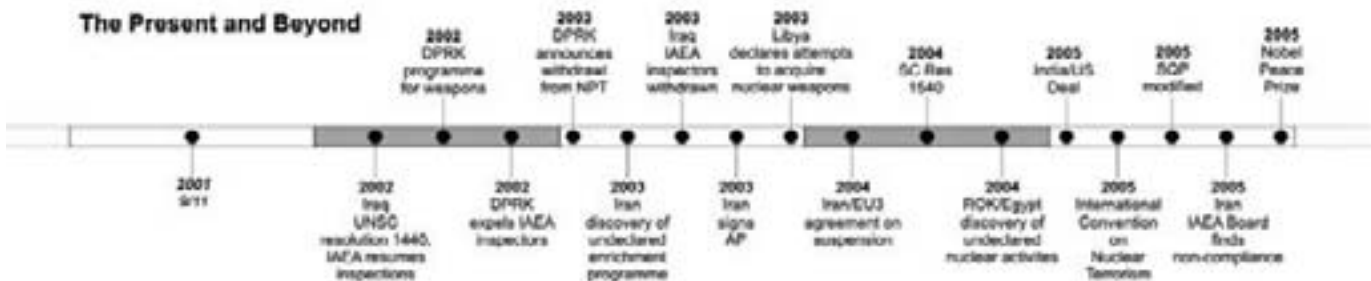 The Present and Beyond
2002
DPRK
programme
for weapons
2003
DPRK
announces
withdrawl
from NPT
2003
Iraq
IAEA
inspectors
withdrawn
2003
Libya
declares attempts
to acquire
nuclear weapons
2004
SC Res
1540
2005
India/US
Deal
2005
SQP
modified
2005
Nobel
Peace
Prize
2001
9/11
2002
Iraq
UNSC
resolution 1440,
IAEA resumes
inspections
2002
DPRK
expels IAEA
inspectors
2003
Iran
discovery of
undeclared
enrichment
programme
2003
Iran
signs
AP
2004
Iran/EU3
agreement on
suspension
2004
ROK/Egypt
discovery of
undeclared
nuclear activites
2005
International
Convention
on
Nuclear
Terrorism
2005
Iran
IAEA Board
finds
non-compliance